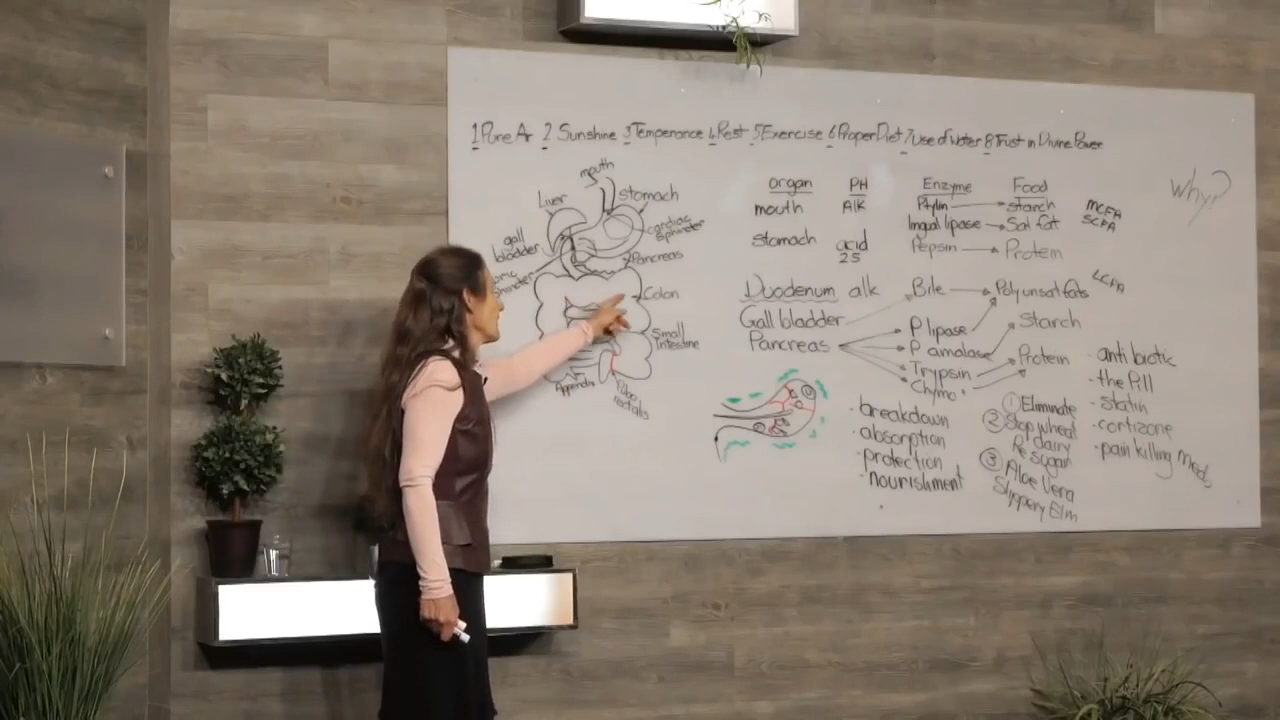 1 Pure Air 2 Sunshine 3 Temperance 4 Rest 5 Exercise 6 Proper Diet 7 Use of Water 8 Trust in Divine Power
mouth
Liver
stomach
cardiac
sphincter
gall
bladder
Pancreas
Colon
Small
Intestine
Appendix
Pubo
rectialis
organ PH
mouth Alk
stomach acid
2.5
Duodenum alk
Gall bladder
Pancreas
Enzyme Food
Ptylin starch
lingual lipase Sat fat
Pepsin Protein
MCFA
SCFA
Bile Polyunsat fats
LCFA
P lipase Starch
P amalase
Protein
Trypsin
Chymo
Why?
· breakdown
· absorption
· protection
· nourishment
① Eliminate
② Stop wheat
dairy
Re sugar
③ Aloe Vera
Slippery Elm
· antibiotic
· the Pill
· statin
· cortizone
· pain killing Meds